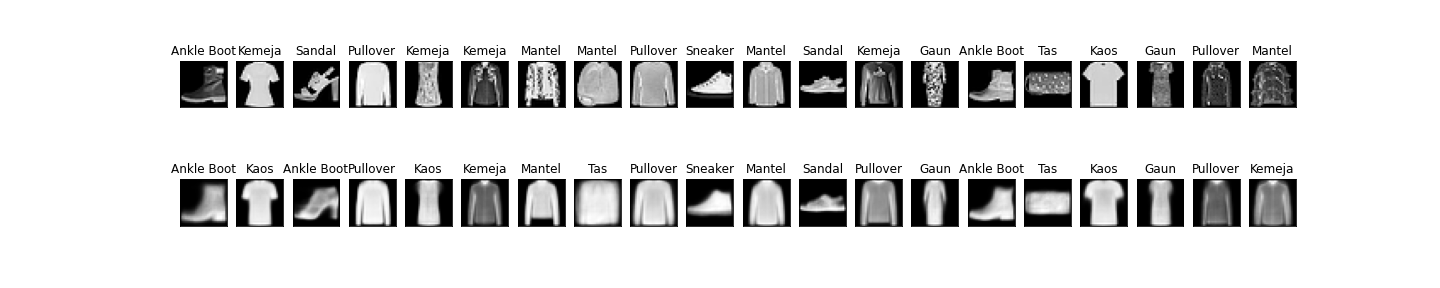 Ankle Boot Kemeja Sandal Pullover Kemeja Kemeja Mantel Mantel Pullover Sneaker Mantel Sandal Kemeja Gaun Ankle Boot Tas Kaos Gaun Pullover Mantel
Ankle Boot Kaos Ankle Boot Pullover Kaos Kemeja Mantel Tas Pullover Sneaker Mantel Sandal Pullover Gaun Ankle Boot Tas Kaos Gaun Pullover Kemeja